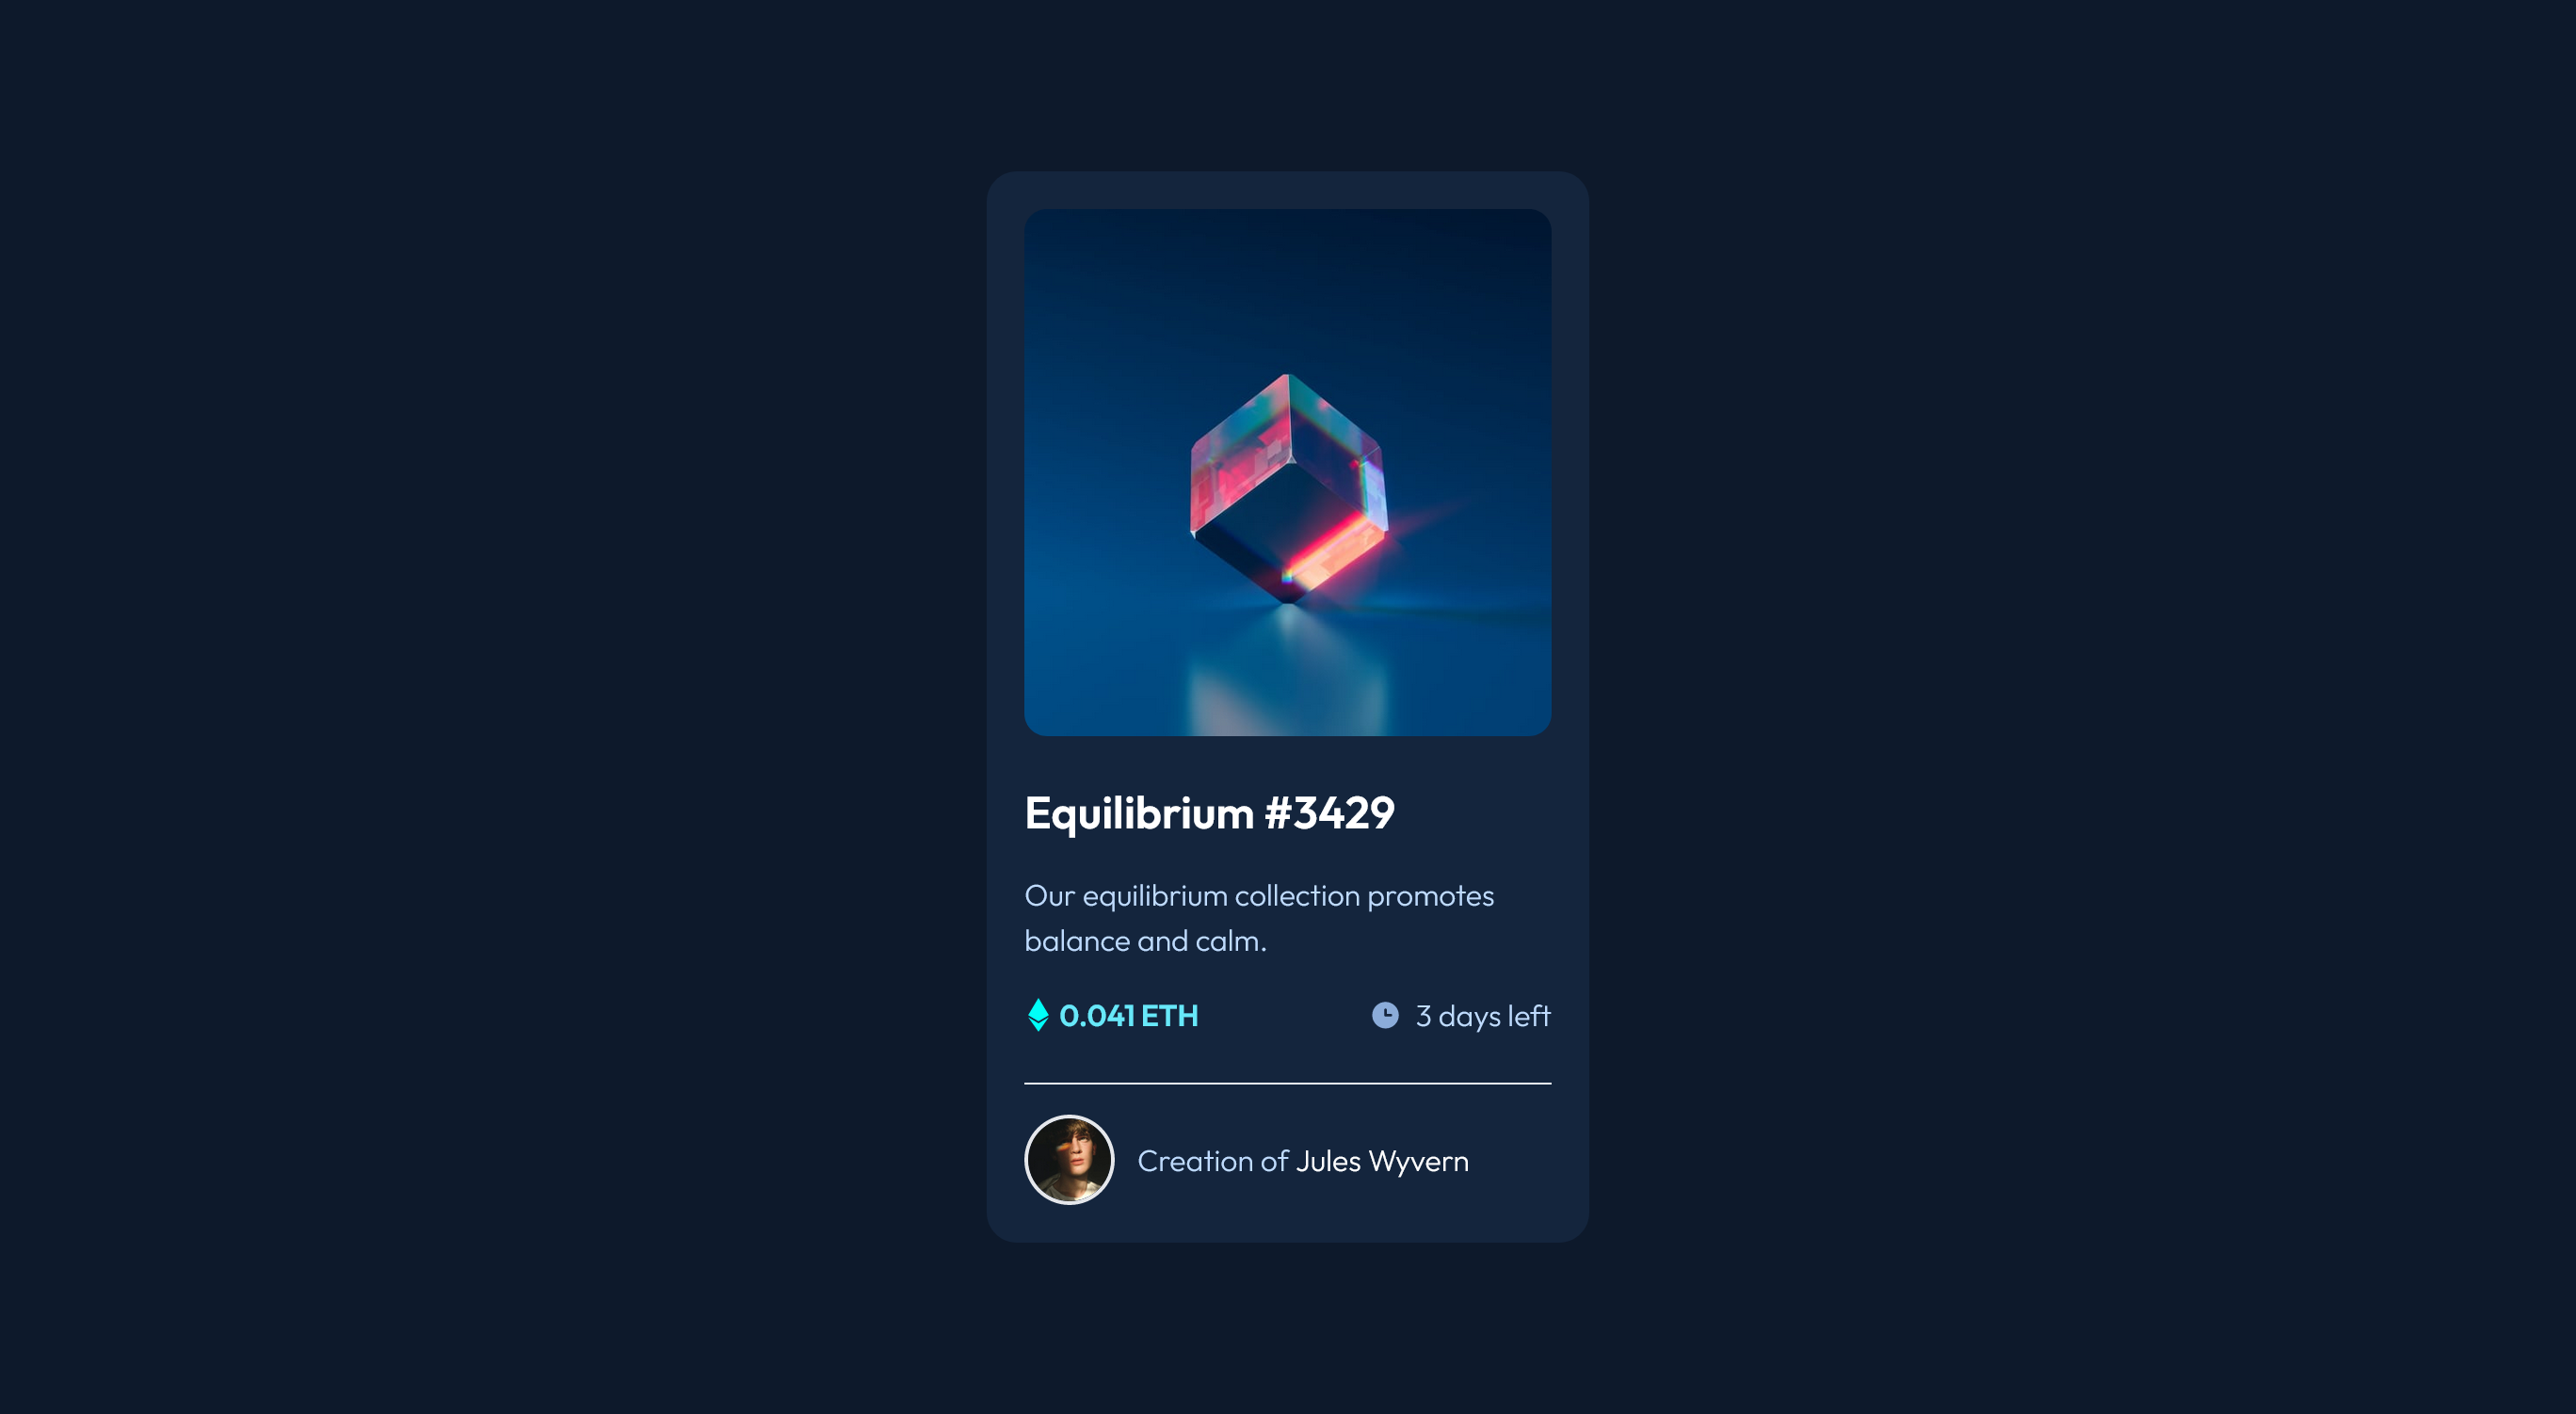 Equilibrium #3429
Our equilibrium collection promotes
balance and calm.
0.041 ETH
3 days left
Creation of Jules Wyvern